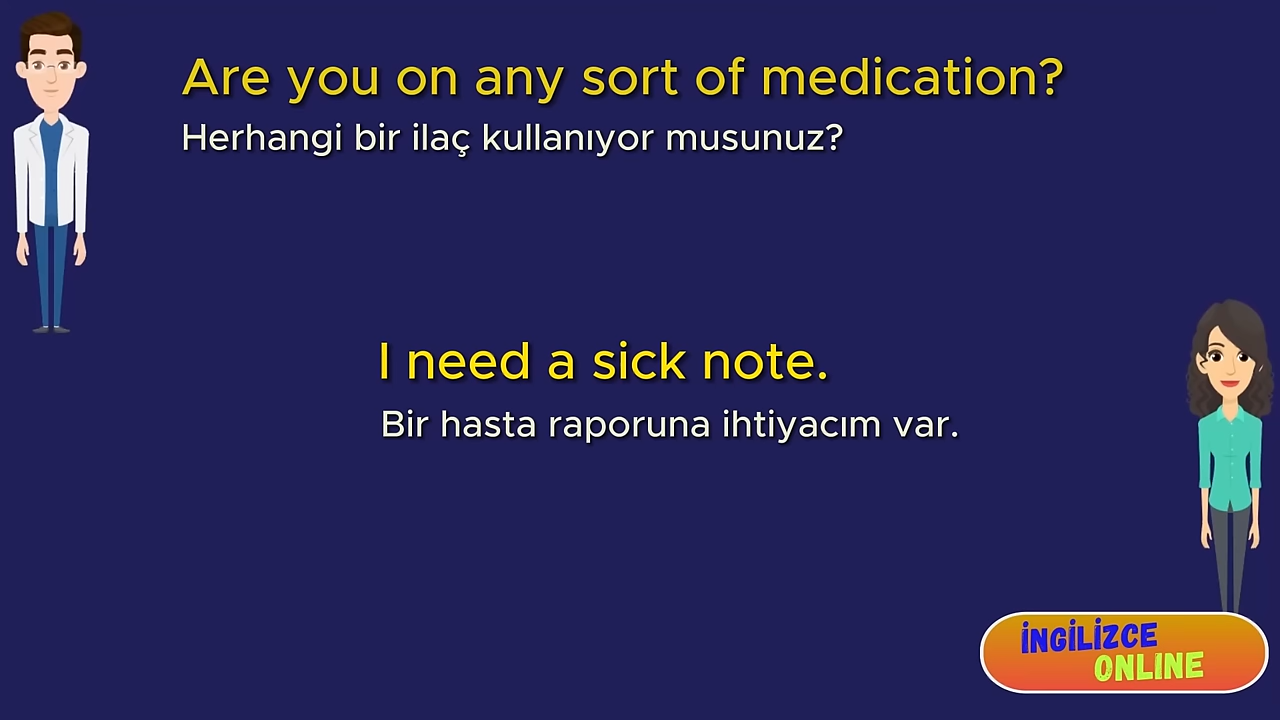 Are you on any sort of medication?
Herhangi bir ilaç kullanıyor musunuz?
I need a sick note.
Bir hasta raporuna ihtiyacım var.
İNGİLİZCE
ONLINE